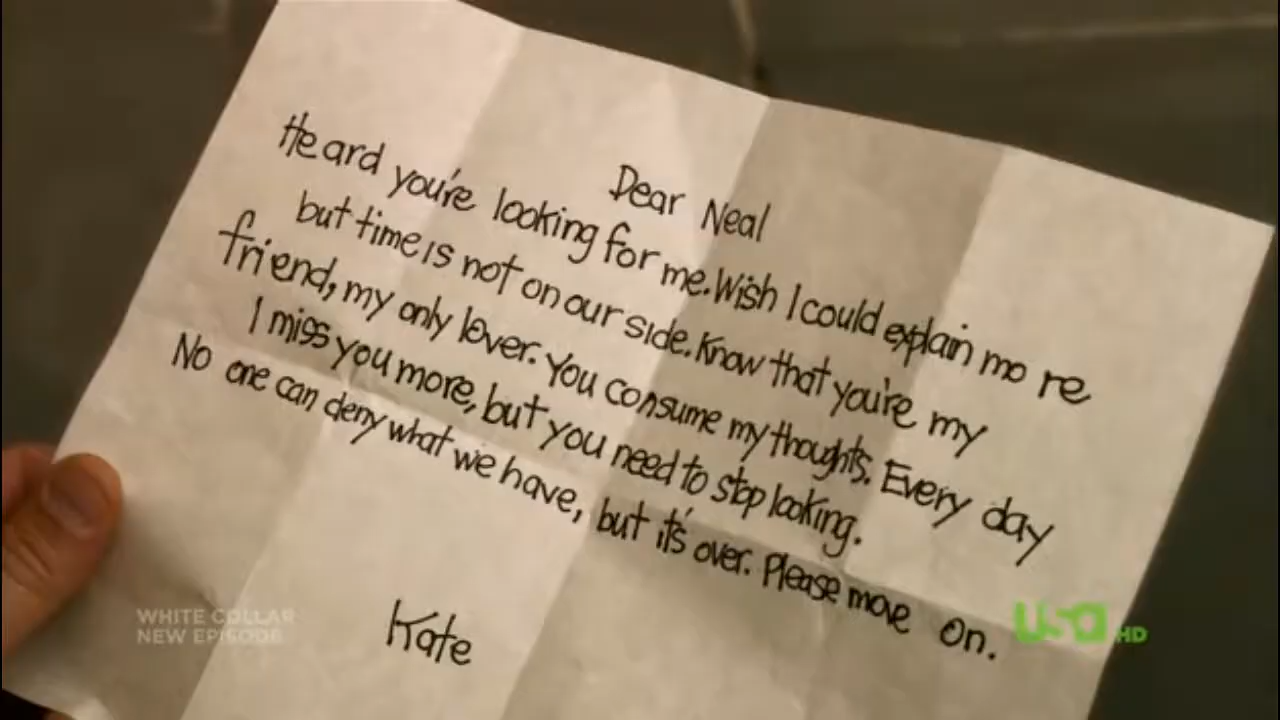 Dear Neal
Heard you're looking for me. Wish I could explain more
but time is not on our side. Know that you're my
friend, my only lover. You consume my thoughts. Every day
I miss you more, but you need to stop looking.
No one can deny what we have, but it's over. Please move on.
Kate
WHITE COLLAR
NEW EPISODE
usa HD